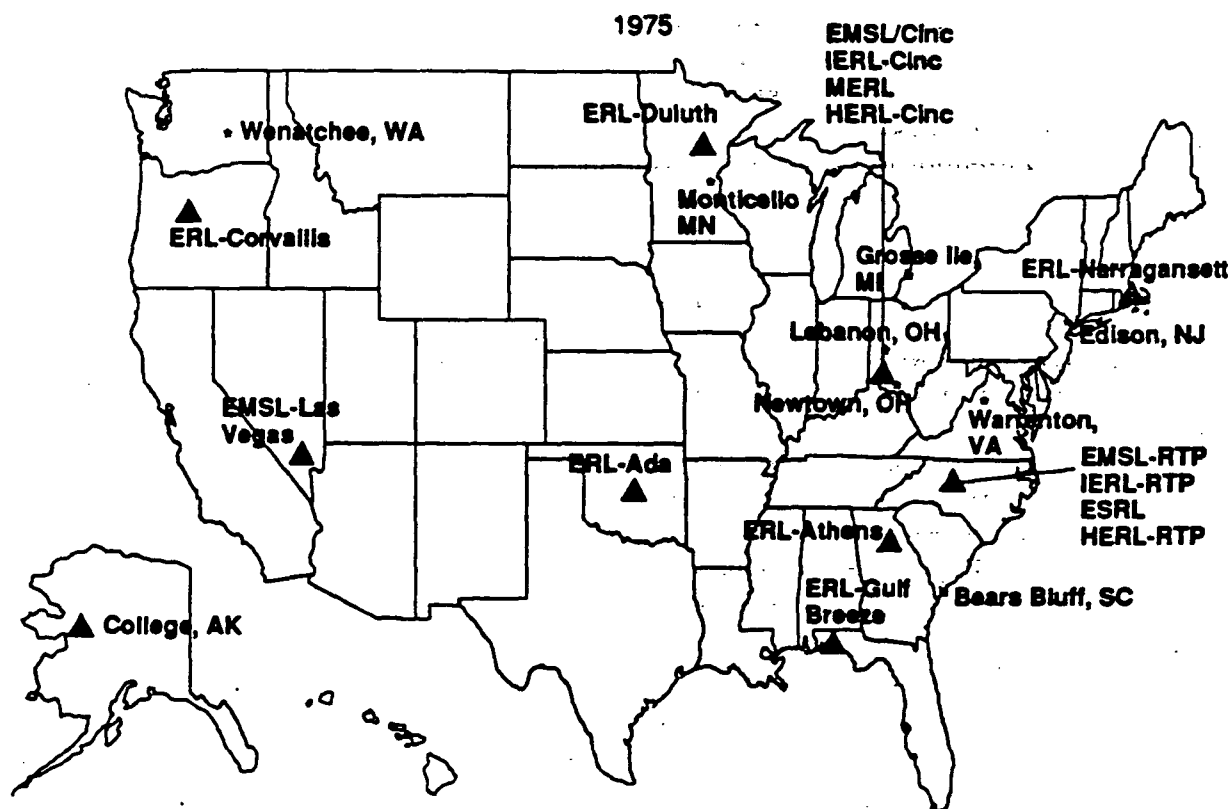 1975
EMSL/Cinc
IERL-Cinc
MERL
HERL-Cinc
ERL-Duluth
Wenatchee, WA
Monticello
MN
ERL-Corvallis
Grosse Ile,
MI
ERL-Narragansett
Lebanon, OH
Edison, NJ
Newtown, OH
EMSL-Las
Vegas
Warrenton,
VA
ERL-Ada
EMSL-RTP
IERL-RTP
ESRL
HERL-RTP
ERL-Athens
ERL-Gulf
Breeze
Bears Bluff, SC
College, AK